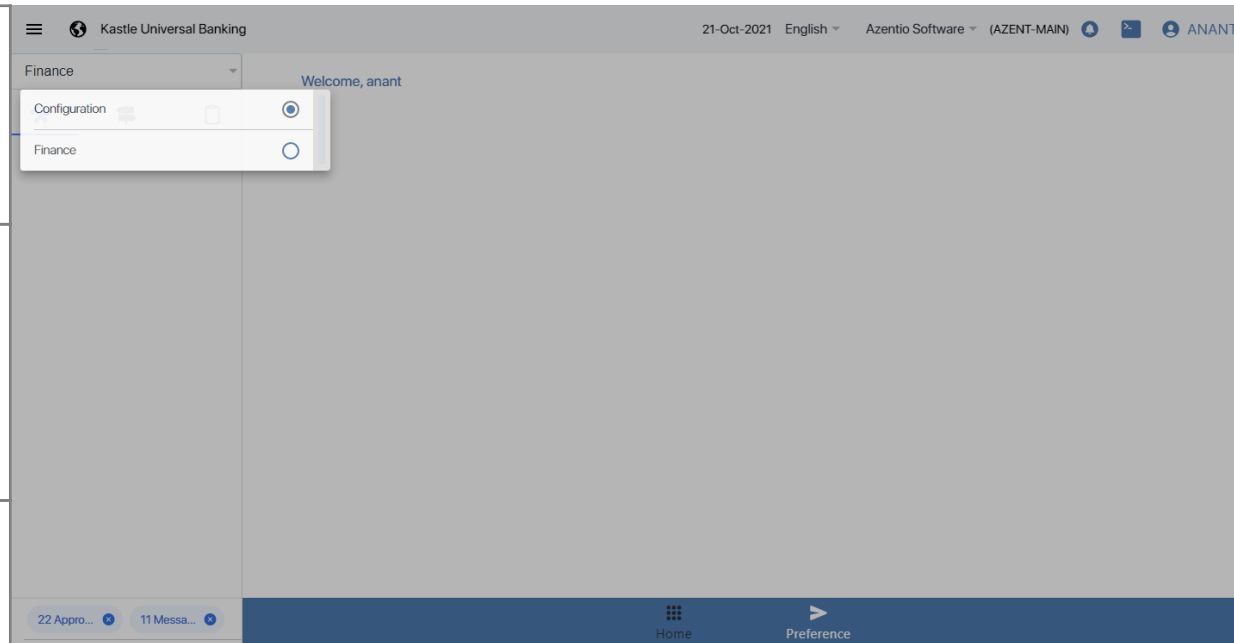 Kastle Universal Banking 21-Oct-2021 English Azentio Software (AZENT-MAIN) ANANT
Finance
Welcome, anant
Configuration
Finance
22 Appro... 11 Messa...
Home Preference